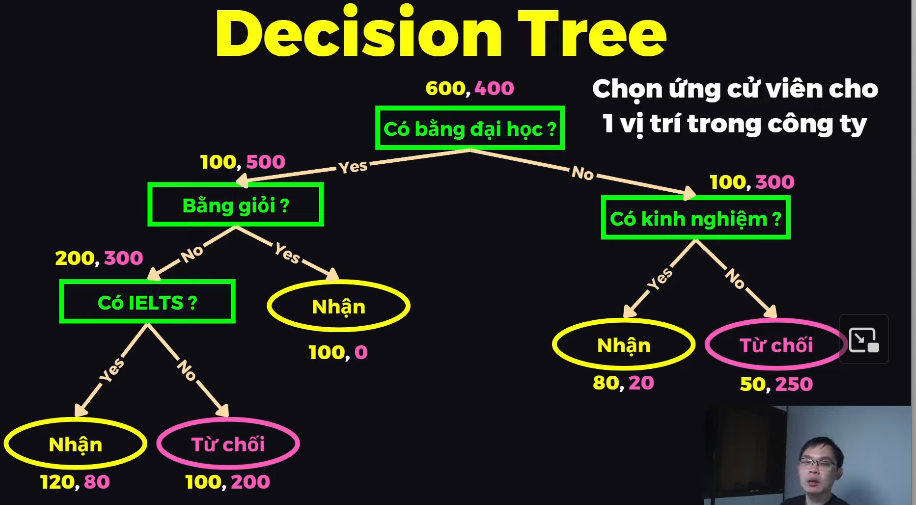 Decision Tree
Chọn ứng cử viên cho
1 vị trí trong công ty
600, 400
Có bằng đại học ?
Yes
No
100, 500
Bằng giỏi ?
100, 300
Có kinh nghiệm ?
No
Yes
Yes
No
200, 300
Có IELTS ?
Nhận
100, 0
Nhận
80, 20
Từ chối
50, 250
Yes
No
Nhận
120, 80
Từ chối
100, 200